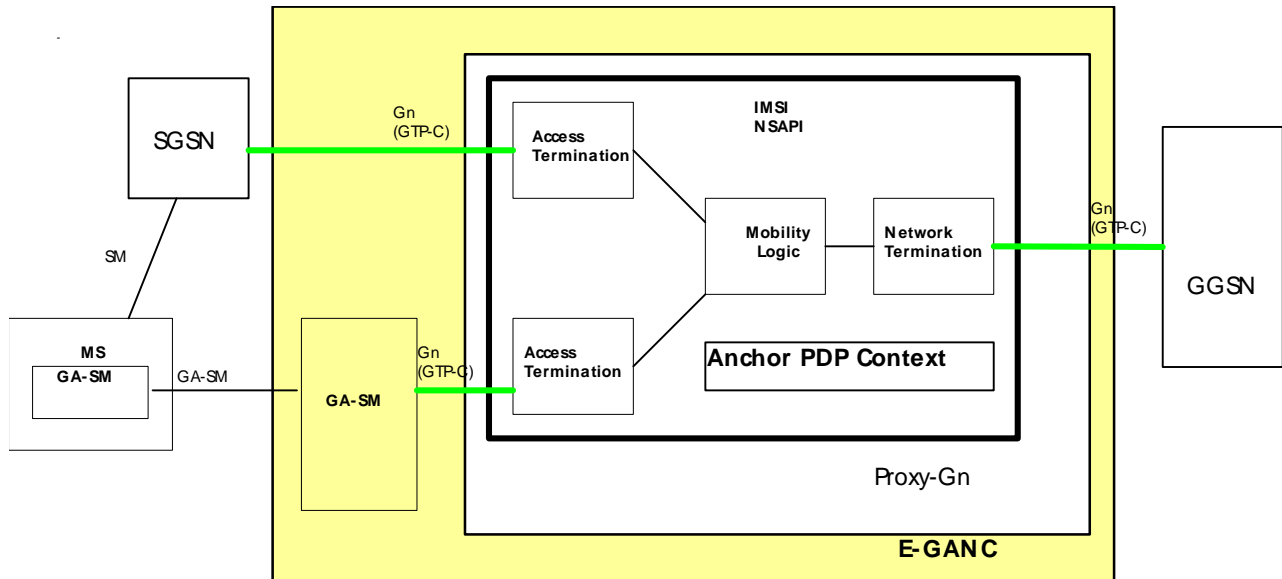 Gn
(GTP-C)
IMSI
NSAPI
SGSN
Access
Termination
Gn
(GTP-C)
Mobility
Logic
Network
Termination
SM
GGSN
MS
GA-SM
GA-SM
GA-SM
Gn
(GTP-C)
Access
Termination
Anchor PDP Context
Proxy-Gn
E-GANC